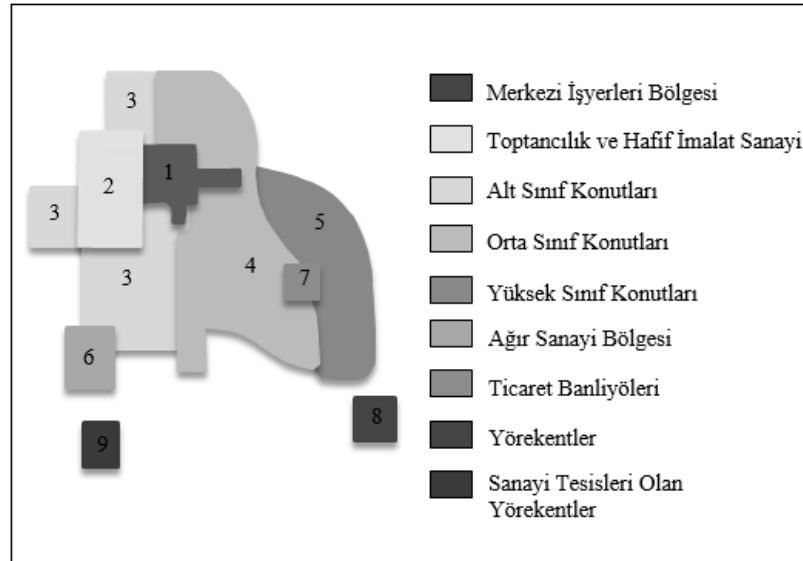 3
1
2
3
5
3
4
7
6
8
9
Merkezi İşyerleri Bölgesi
Toptancılık ve Hafif İmalat Sanayi
Alt Sınıf Konutları
Orta Sınıf Konutları
Yüksek Sınıf Konutları
Ağır Sanayi Bölgesi
Ticaret Banliyöleri
Yörekentler
Sanayi Tesisleri Olan
Yörekentler